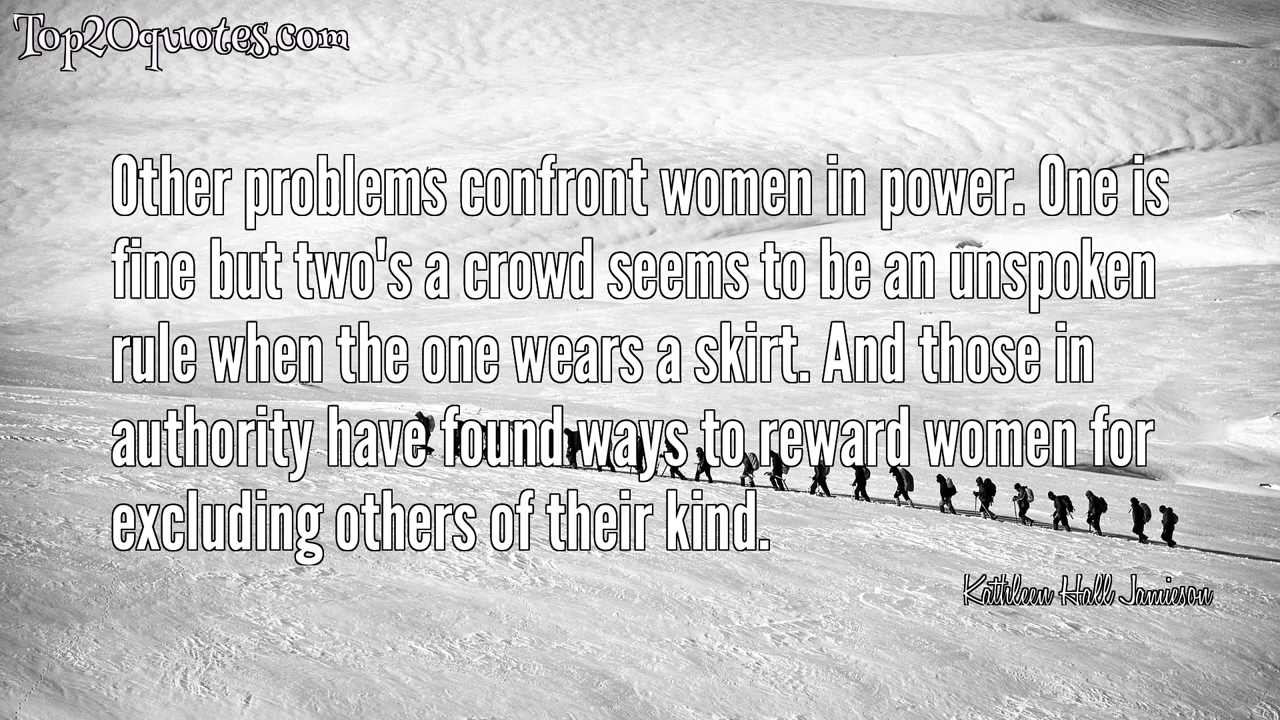 Top20quotes.com
Other problems confront women in power. One is
fine but two's a crowd seems to be an unspoken
rule when the one wears a skirt. And those in
authority have found ways to reward women for
excluding others of their kind.
Kathleen Hall Jamieson